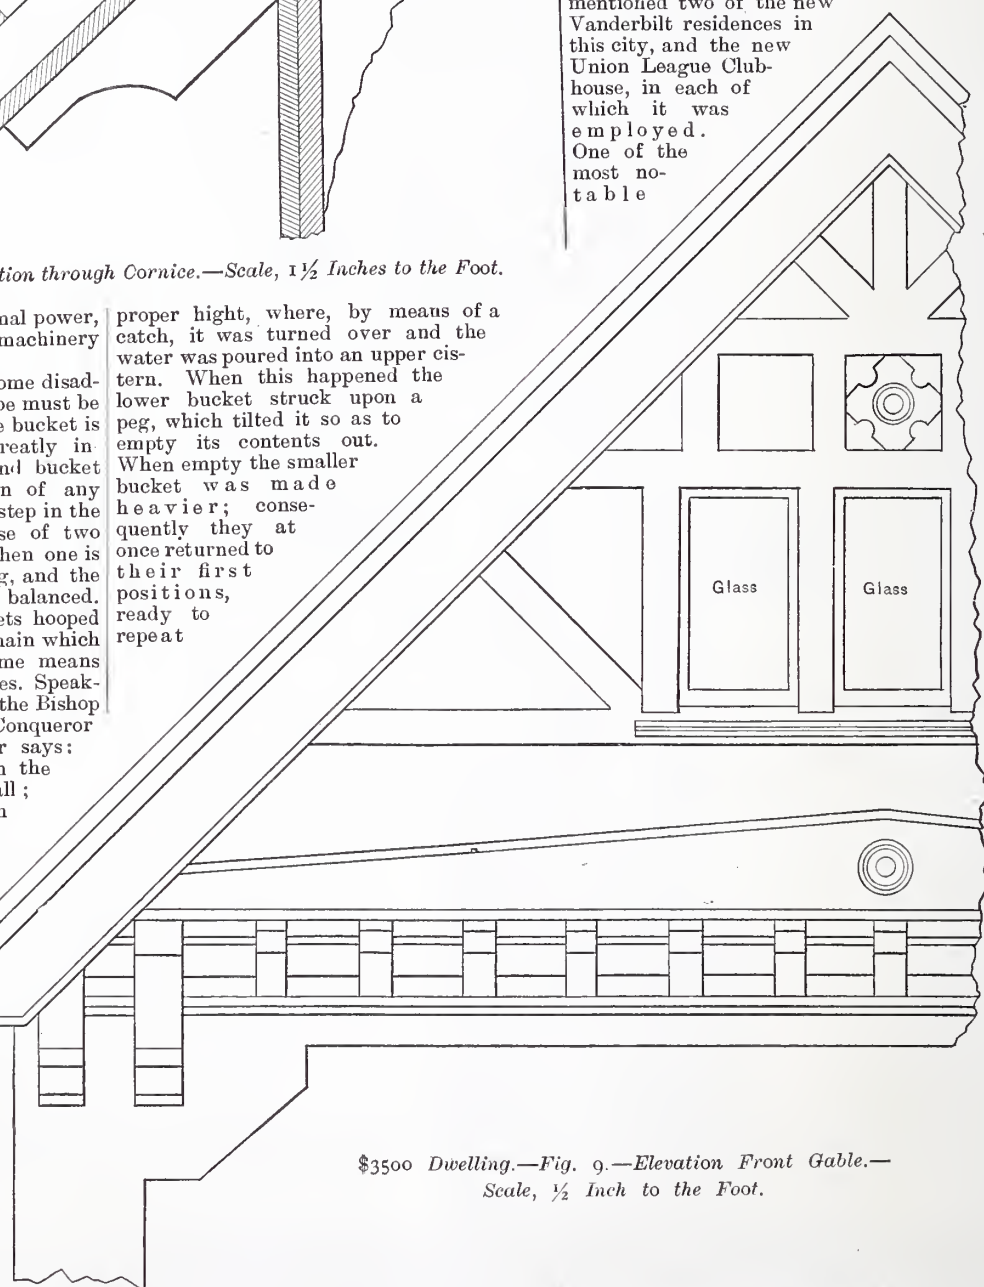 mentioned two of the new
Vanderbilt residences in
this city, and the new
Union League Club-
house, in each of
which it was
employed.
One of the
most no-
table
tion through Cornice.—Scale, 1½ Inches to the Foot.
nal power,
machinery
ome disad-
be must be
e bucket is
reatly in-
nd bucket
n of any
step in the
se of two
hen one is
g, and the
balanced.
ets hooped
hain which
me means
es. Speak-
the Bishop
Conqueror
r says:
n the
all;
n
proper hight, where, by means of a
catch, it was turned over and the
water was poured into an upper cis-
tern. When this happened the
lower bucket struck upon a
peg, which tilted it so as to
empty its contents out.
When empty the smaller
bucket was made
heavier; conse-
quently they at
once returned to
their first
positions,
ready to
repeat
Glass
Glass
$3500 Dwelling.—Fig. 9.—Elevation Front Gable.—
Scale, ½ Inch to the Foot.